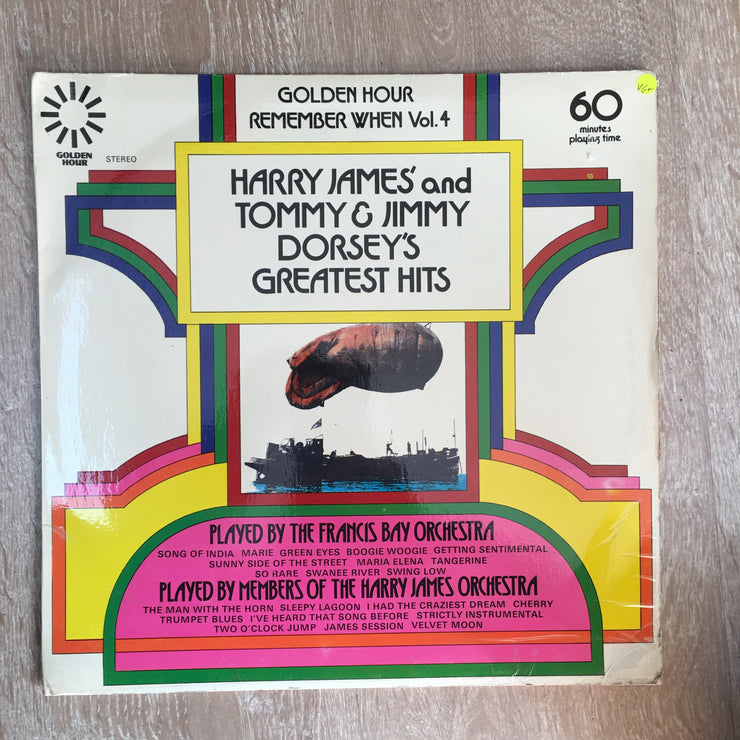 GOLDEN HOUR
REMEMBER WHEN Vol.4
60
minutes
playing time
GOLDEN
HOUR
STEREO
HARRY JAMES' and
TOMMY & JIMMY
DORSEY'S
GREATEST HITS
PLAYED BY THE FRANCIS BAY ORCHESTRA
SONG OF INDIA MARIE GREEN EYES BOOGIE WOOGIE GETTING SENTIMENTAL
SUNNY SIDE OF THE STREET MARIA ELENA TANGERINE
SO RARE SWANEE RIVER SWING LOW
PLAYED BY MEMBERS OF THE HARRY JAMES ORCHESTRA
THE MAN WITH THE HORN SLEEPY LAGOON I HAD THE CRAZIEST DREAM CHERRY
TRUMPET BLUES I'VE HEARD THAT SONG BEFORE STRICTLY INSTRUMENTAL
TWO O'CLOCK JUMP JAMES SESSION VELVET MOON